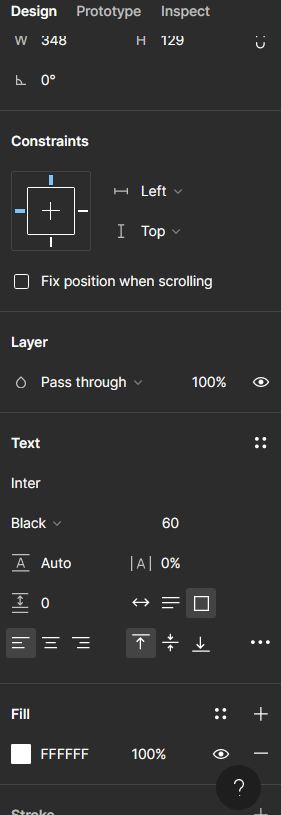 Design Prototype Inspect
W 348 H 129
0°
Constraints
Left
Top
Fix position when scrolling
Layer
Pass through 100%
Text
Inter
Black 60
A Auto |A| 0%
0
Fill
FFFFFF 100%
?
Stroke